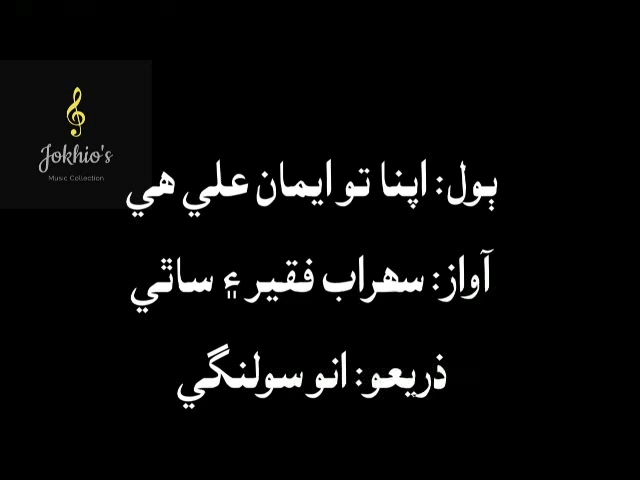 Jokhio's
Music Collection
ٻول: اپنا تو ايمان علي هي
آواز: سهراب فقير ۽ ساٿي
ذريعو: انو سولنگي